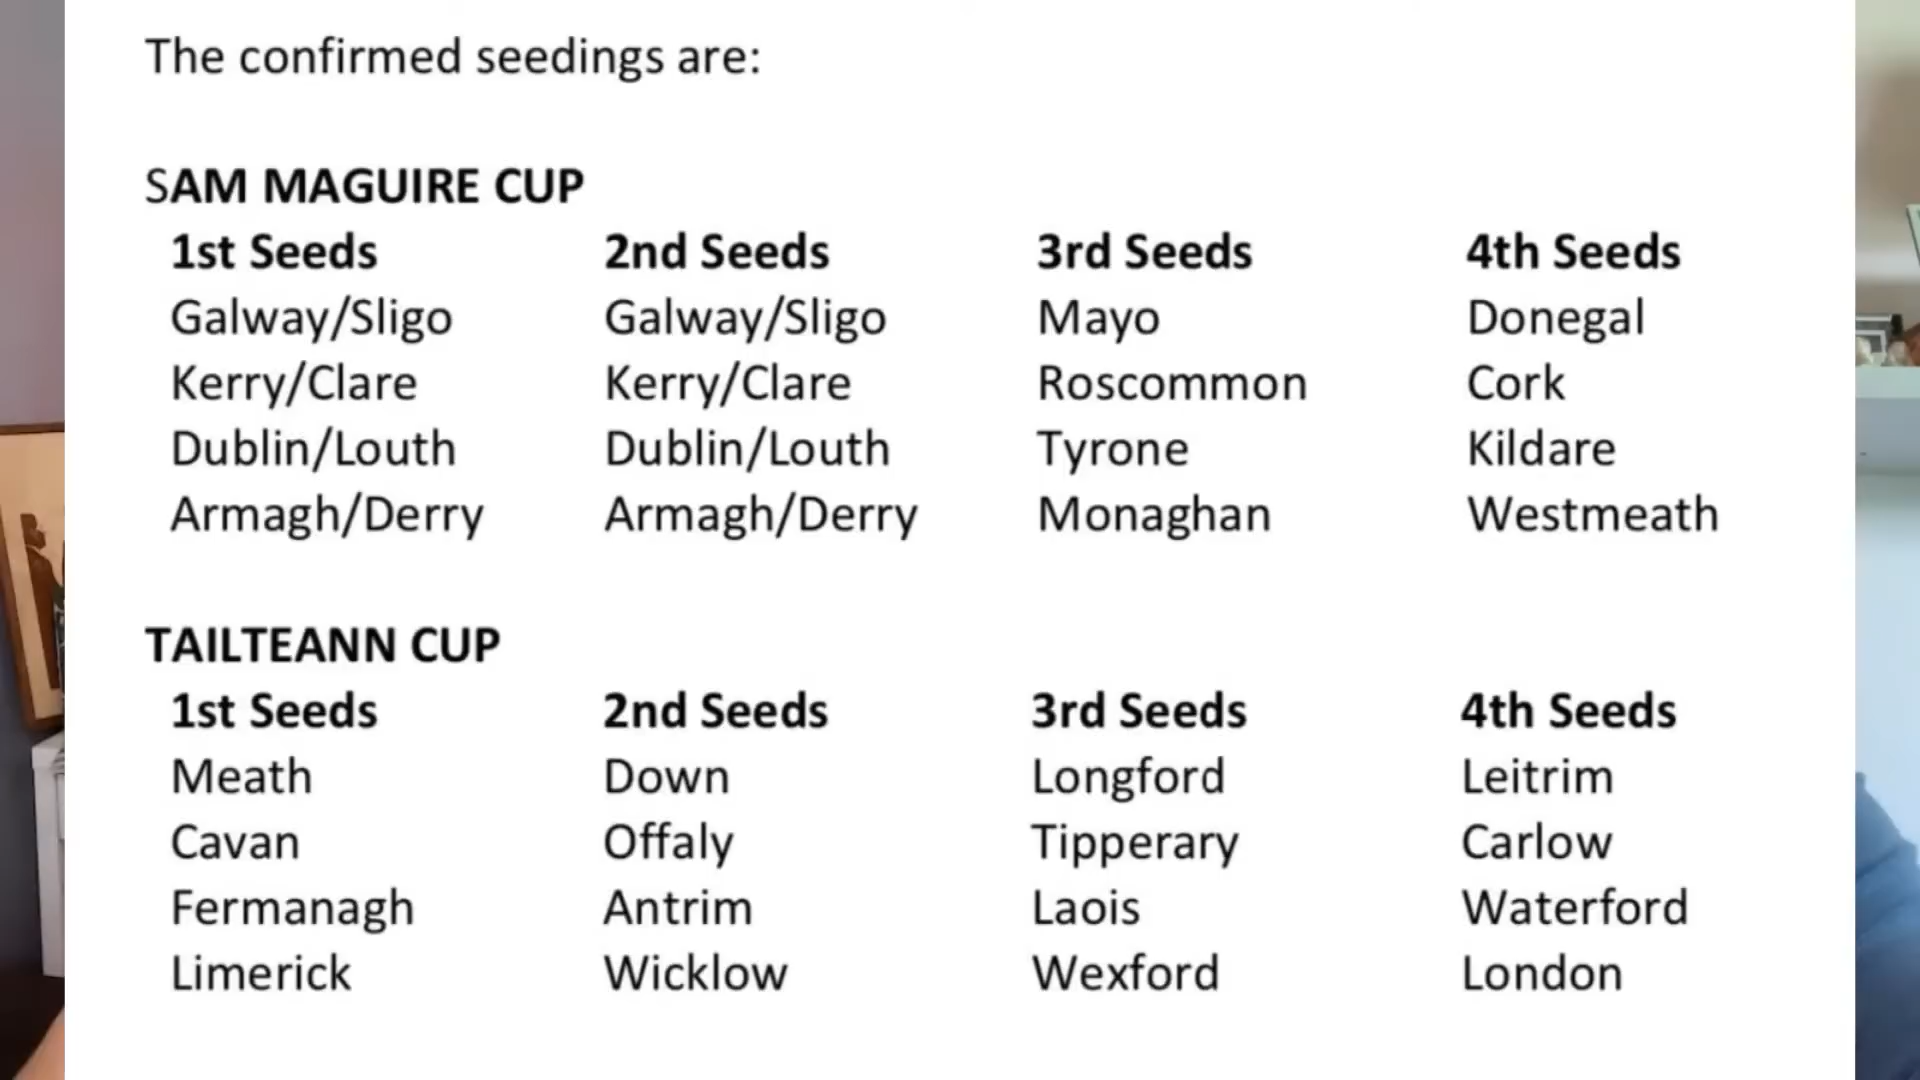 The confirmed seedings are:
SAM MAGUIRE CUP
1st Seeds 2nd Seeds 3rd Seeds 4th Seeds
Galway/Sligo Galway/Sligo Mayo Donegal
Kerry/Clare Kerry/Clare Roscommon Cork
Dublin/Louth Dublin/Louth Tyrone Kildare
Armagh/Derry Armagh/Derry Monaghan Westmeath
TAILTEANN CUP
1st Seeds 2nd Seeds 3rd Seeds 4th Seeds
Meath Down Longford Leitrim
Cavan Offaly Tipperary Carlow
Fermanagh Antrim Laois Waterford
Limerick Wicklow Wexford London